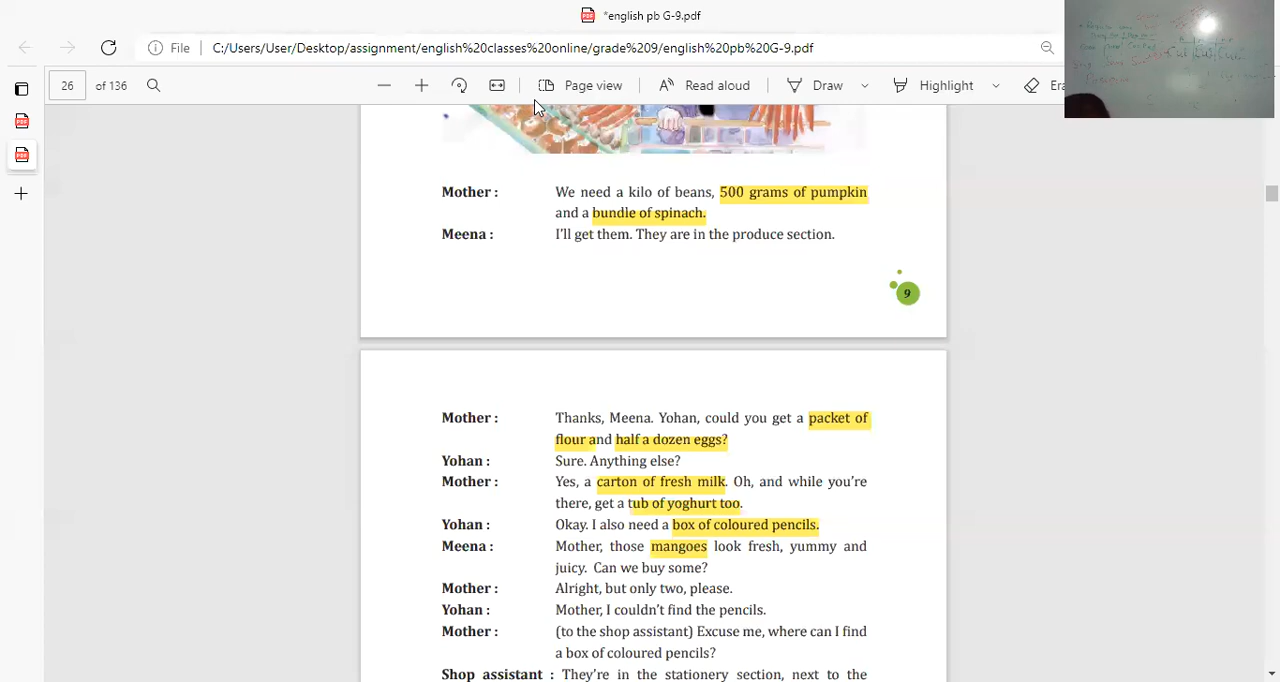 *english pb G-9.pdf
File C:/Users/User/Desktop/assignment/english%20classes%20online/grade%209/english%20pb%20G-9.pdf
26 of 136 Page view Read aloud Draw Highlight Era
Mother : We need a kilo of beans, 500 grams of pumpkin
and a bundle of spinach.
Meena : I'll get them. They are in the produce section.
9
Mother : Thanks, Meena. Yohan, could you get a packet of
flour and half a dozen eggs?
Yohan : Sure. Anything else?
Mother : Yes, a carton of fresh milk. Oh, and while you're
there, get a tub of yoghurt too.
Yohan : Okay. I also need a box of coloured pencils.
Meena : Mother, those mangoes look fresh, yummy and
juicy. Can we buy some?
Mother : Alright, but only two, please.
Yohan : Mother, I couldn't find the pencils.
Mother : (to the shop assistant) Excuse me, where can I find
a box of coloured pencils?
Shop assistant : They're in the stationery section, next to the